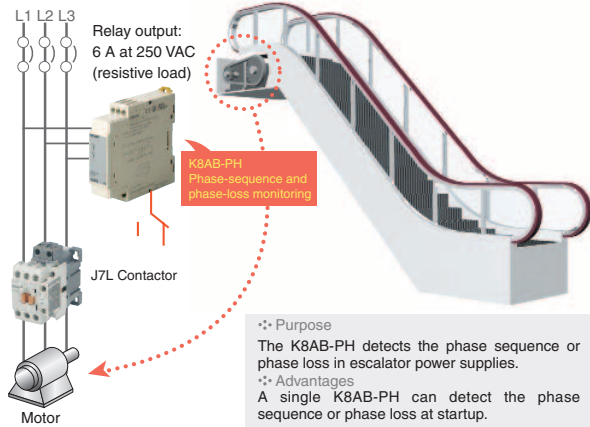 L1 L2 L3
Relay output:
6 A at 250 VAC
(resistive load)
K8AB-PH
Phase-sequence and
phase-loss monitoring
J7L Contactor
Motor
Purpose
The K8AB-PH detects the phase sequence or
phase loss in escalator power supplies.
Advantages
A single K8AB-PH can detect the phase
sequence or phase loss at startup.